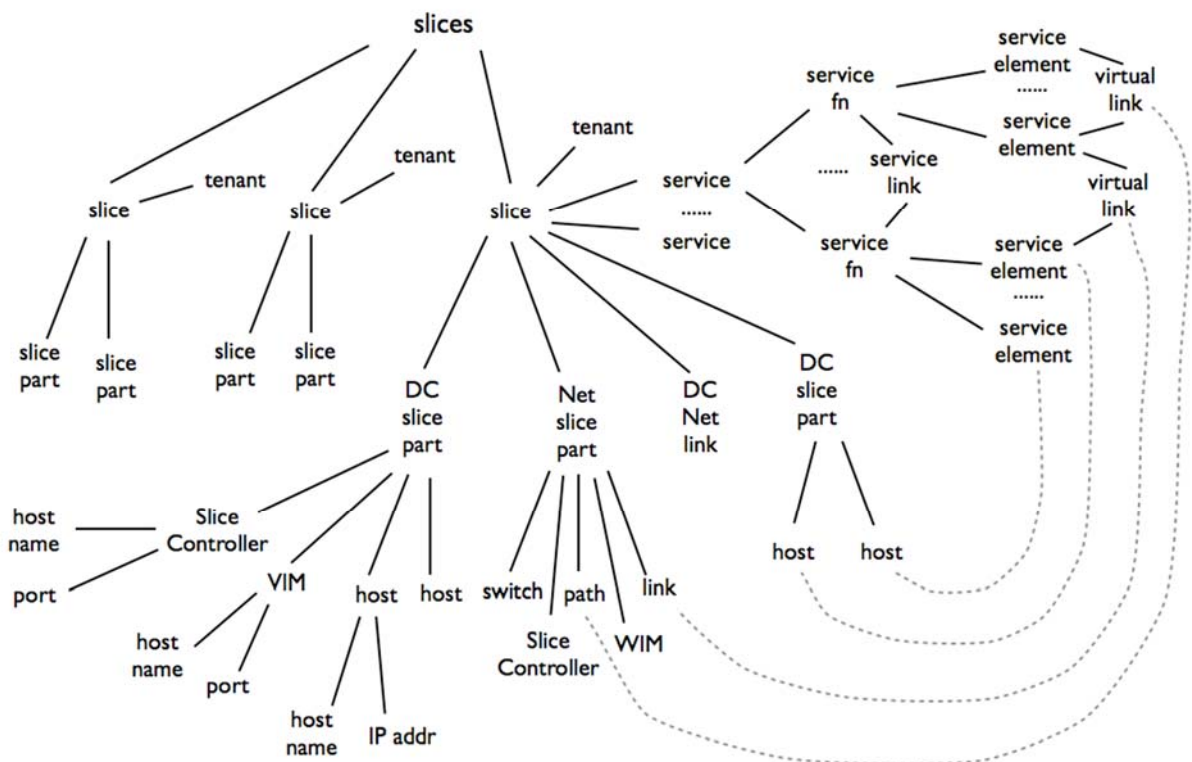 slices
service
element
......
virtual
link
service
fn
service
element
tenant
tenant
tenant
service
......
service
...... service
link
virtual
link
slice
slice
slice
service
fn
service
element
......
service
element
slice
part
slice
part
slice
part
slice
part
DC
slice
part
Net
slice
part
DC
Net
link
DC
slice
part
host
name
Slice
Controller
port
VIM
host
host
switch
path
link
host
host
host
name
port
Slice
Controller
WIM
host
name
IP addr